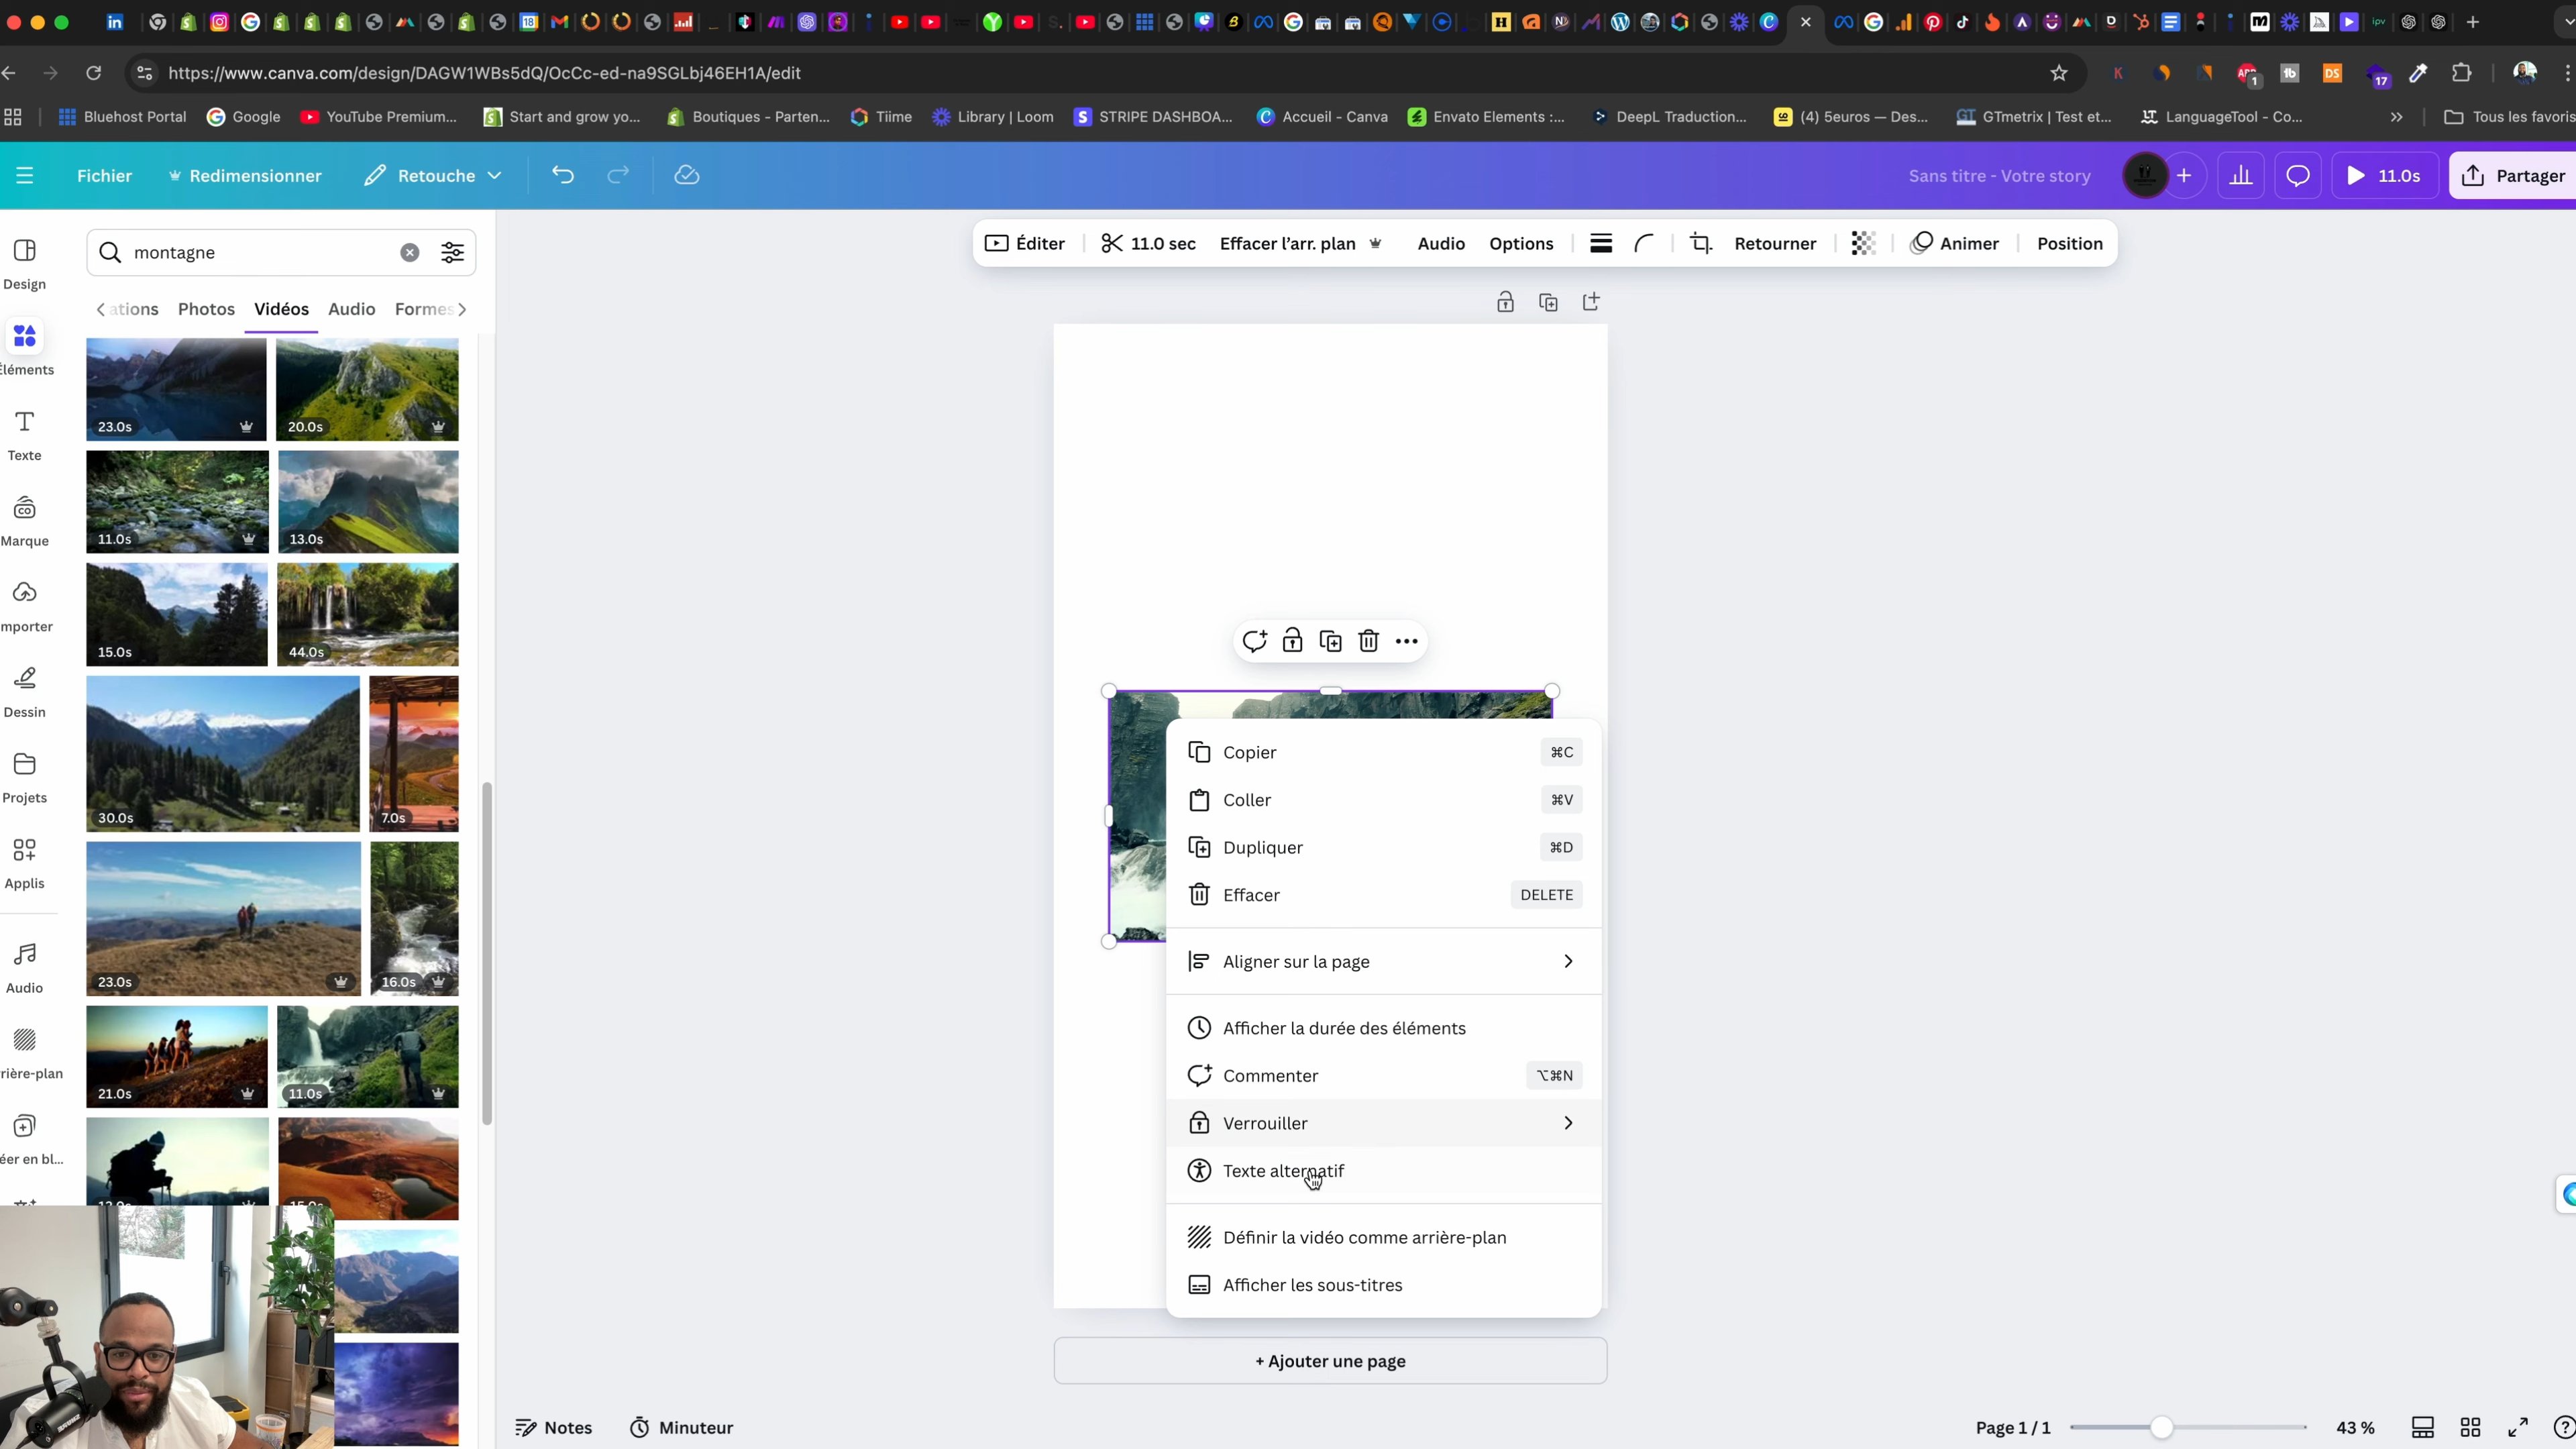 https://www.canva.com/design/DAGW1WBs5dQ/OcCc-ed-na9SGLbj46EH1A/edit
Bluehost Portal
Google
YouTube Premium...
Start and grow yo...
Boutiques - Parten...
Tiime
Library | Loom
STRIPE DASHBOA...
Accueil - Canva
Envato Elements :...
DeepL Traduction...
(4) 5euros — Des...
GTmetrix | Test et...
LanguageTool - Co...
Tous les favoris
Fichier
Redimensionner
Retouche
Sans titre - Votre story
11.0s
Partager
montagne
ations
Photos
Vidéos
Audio
Formes
Design
Éléments
Texte
Marque
mporter
Dessin
Projets
Applis
Audio
rière-plan
éer en bl...
23.0s
20.0s
11.0s
13.0s
15.0s
44.0s
30.0s
7.0s
23.0s
16.0s
21.0s
11.0s
Éditer
11.0 sec
Effacer l'arr. plan
Audio
Options
Retourner
Animer
Position
Copier ⌘C
Coller ⌘V
Dupliquer ⌘D
Effacer DELETE
Aligner sur la page
Afficher la durée des éléments
Commenter ⌥⌘N
Verrouiller
Texte alternatif
Définir la vidéo comme arrière-plan
Afficher les sous-titres
+ Ajouter une page
Notes
Minuteur
Page 1 / 1
43 %